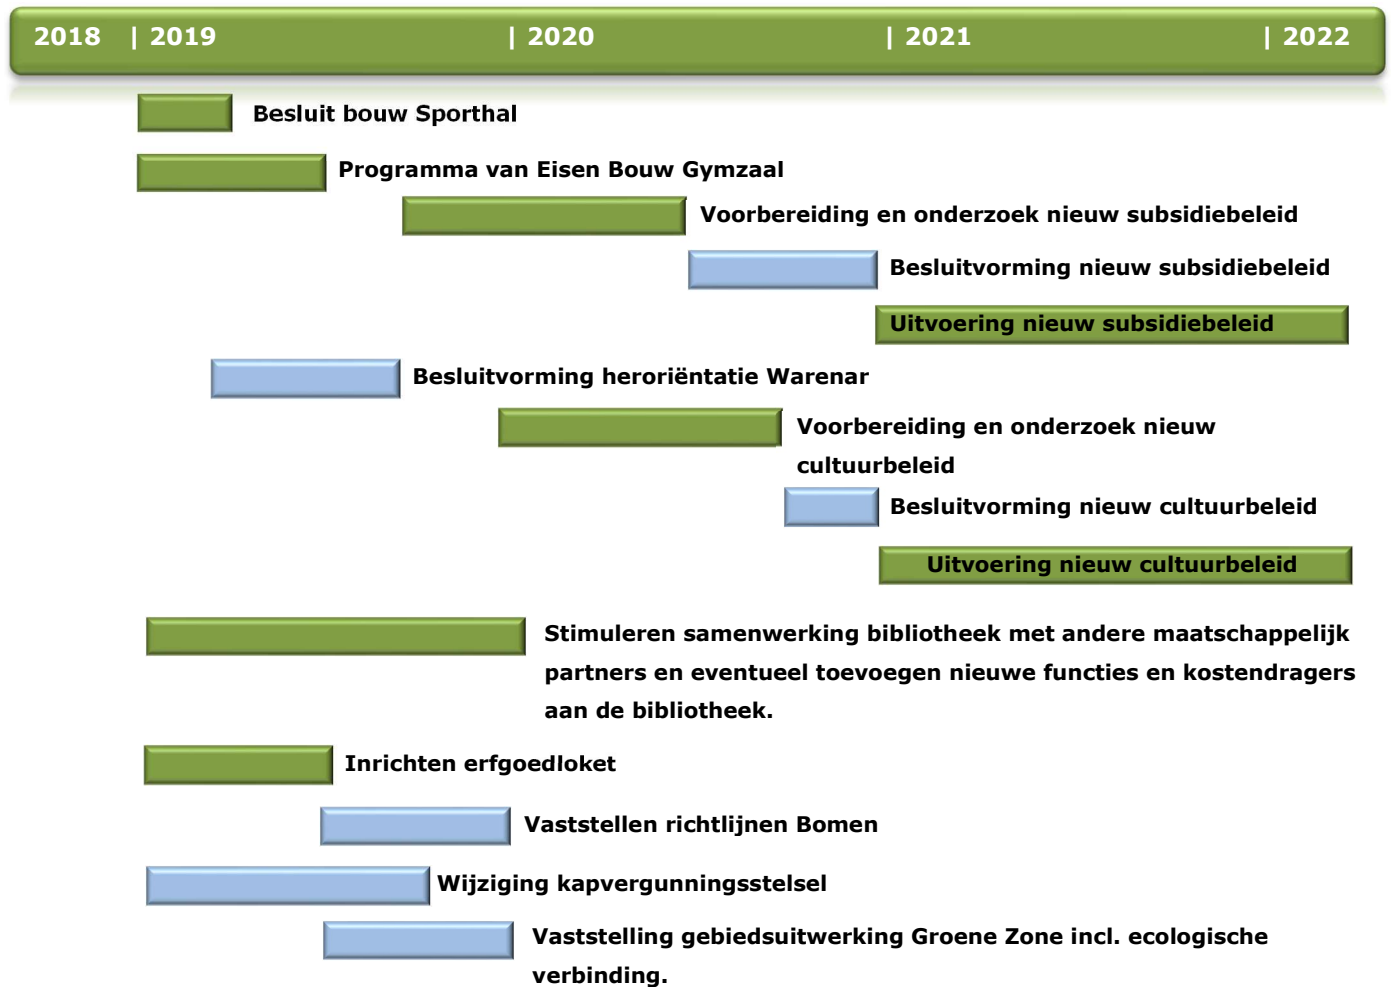 2018 | 2019 | 2020 | 2021 | 2022
Besluit bouw Sporthal
Programma van Eisen Bouw Gymzaal
Voorbereiding en onderzoek nieuw subsidiebeleid
Besluitvorming nieuw subsidiebeleid
Uitvoering nieuw subsidiebeleid
Besluitvorming heroriëntatie Warenar
Voorbereiding en onderzoek nieuw
cultuurbeleid
Besluitvorming nieuw cultuurbeleid
Uitvoering nieuw cultuurbeleid
Stimuleren samenwerking bibliotheek met andere maatschappelijk
partners en eventueel toevoegen nieuwe functies en kostendragers
aan de bibliotheek.
Inrichten erfgoedloket
Vaststellen richtlijnen Bomen
Wijziging kapvergunningsstelsel
Vaststelling gebiedsuitwerking Groene Zone incl. ecologische
verbinding.